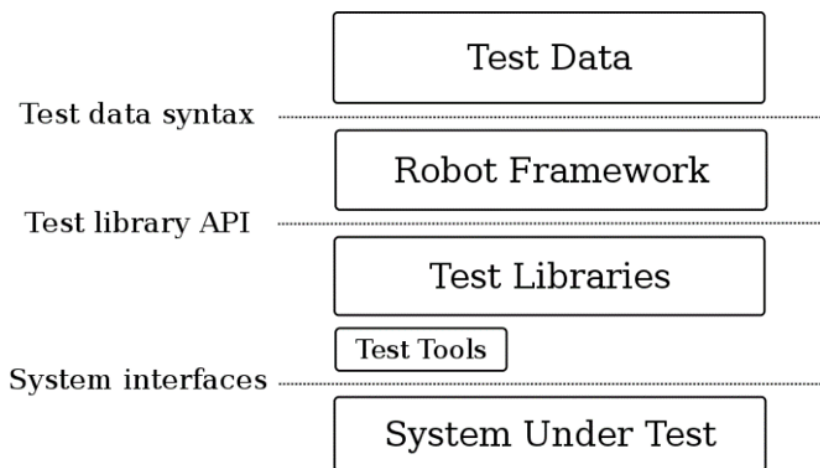 Test Data
Test data syntax
Robot Framework
Test library API
Test Libraries
Test Tools
System interfaces
System Under Test